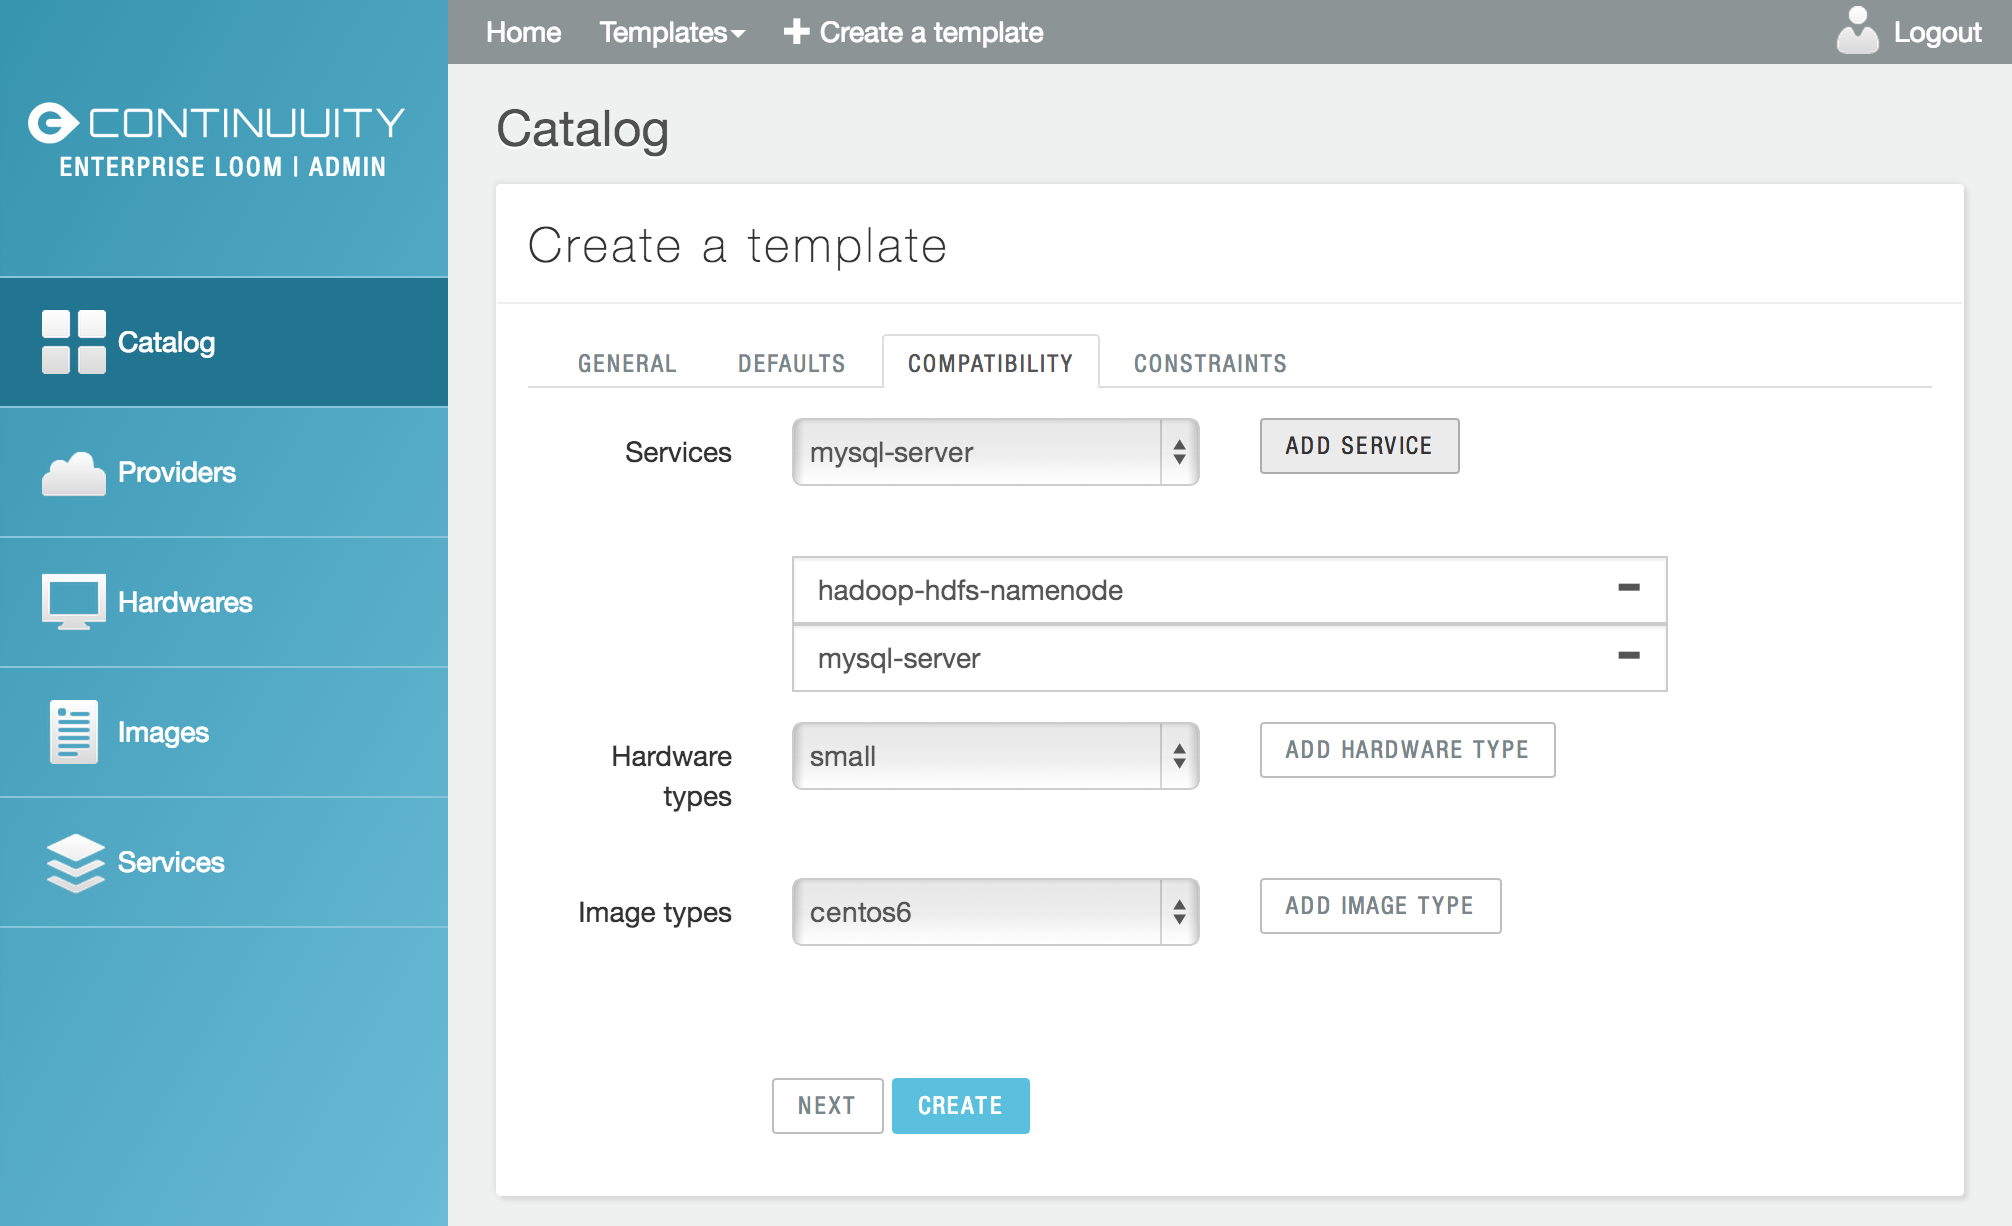 CONTINUUITY
ENTERPRISE LOOM | ADMIN
Catalog
Providers
Hardwares
Images
Services
Home Templates Create a template Logout
Catalog
Create a template
GENERAL DEFAULTS COMPATIBILITY CONSTRAINTS
Services mysql-server ADD SERVICE
hadoop-hdfs-namenode
mysql-server
Hardware small ADD HARDWARE TYPE
types
Image types centos6 ADD IMAGE TYPE
NEXT CREATE